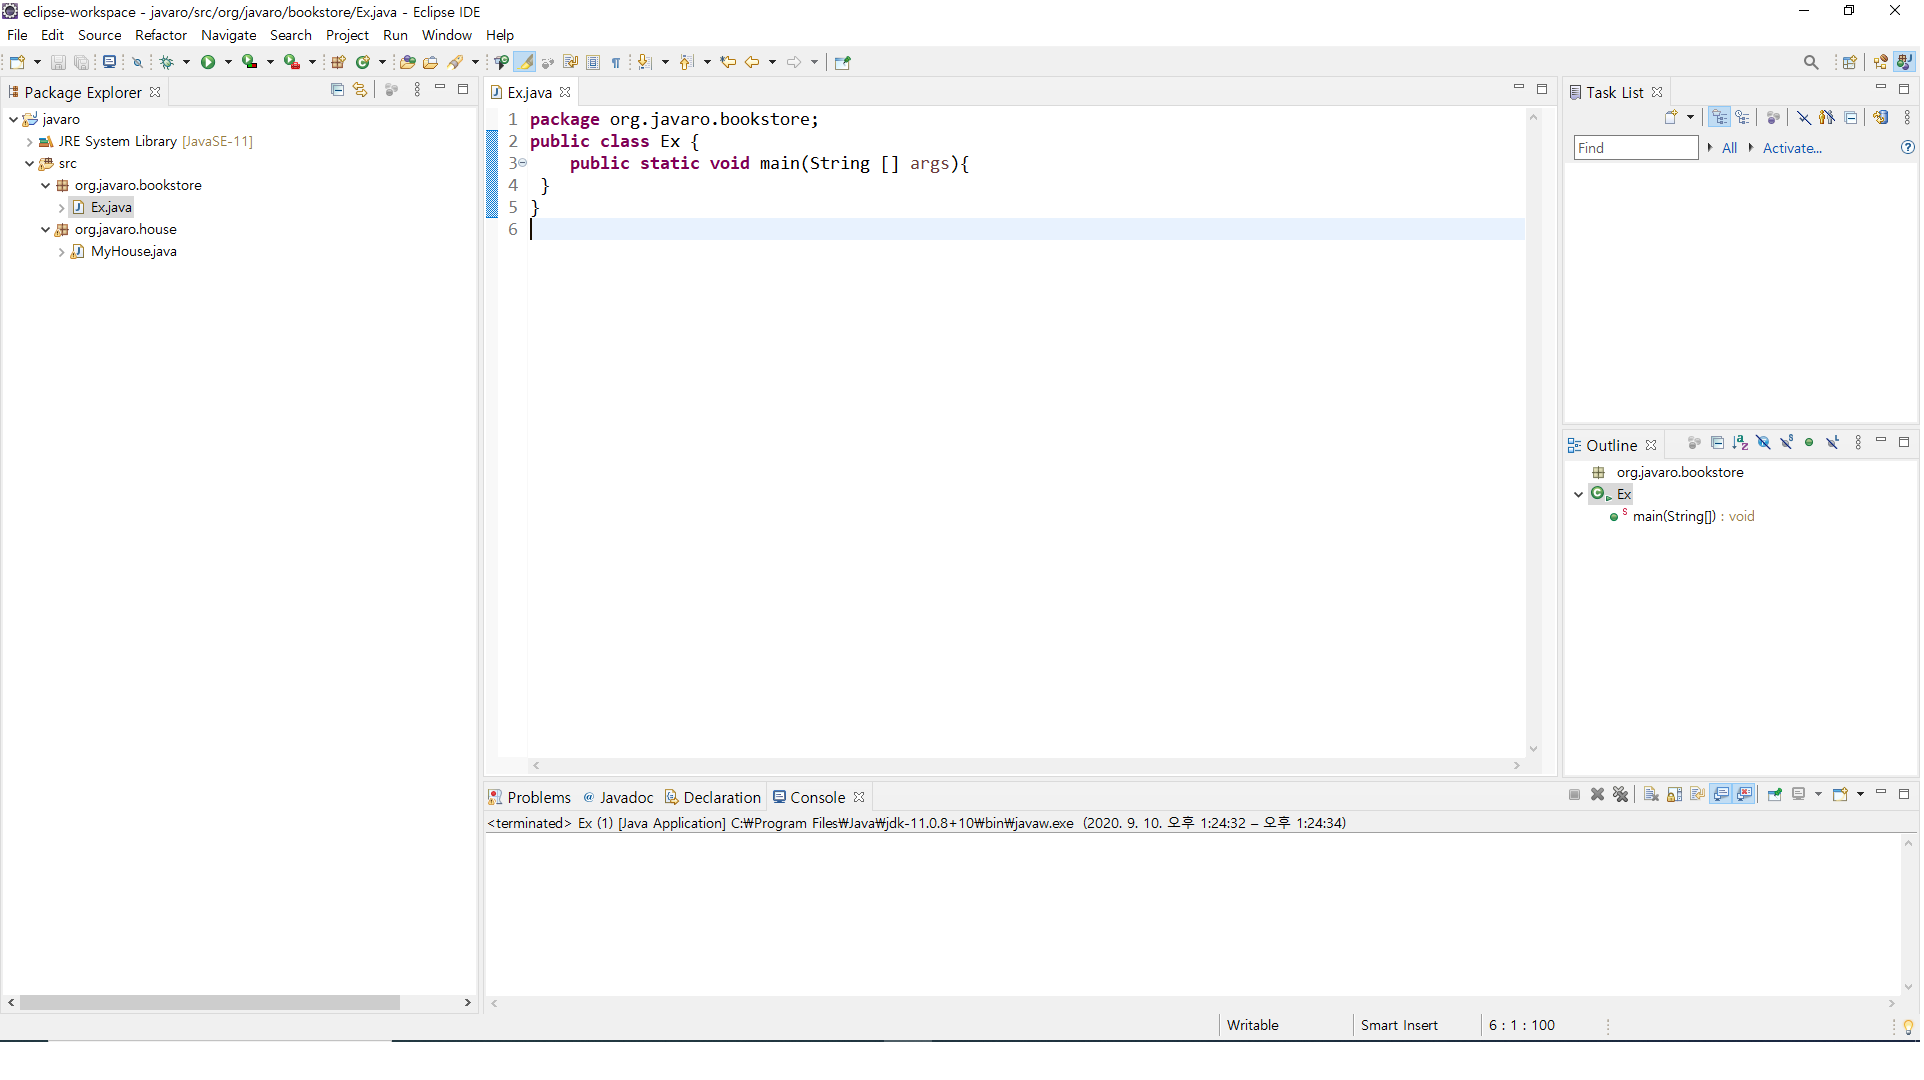 eclipse-workspace - javaro/src/org/javaro/bookstore/Ex.java - Eclipse IDE
File Edit Source Refactor Navigate Search Project Run Window Help
Package Explorer
javaro
JRE System Library [JavaSE-11]
src
org.javaro.bookstore
Ex.java
org.javaro.house
MyHouse.java
Ex.java
1 package org.javaro.bookstore;
2 public class Ex {
3 public static void main(String [] args){
4 }
5 }
6
Task List
Find All Activate...
Outline
org.javaro.bookstore
Ex
main(String[]) : void
Problems Javadoc Declaration Console
<terminated> Ex (1) [Java Application] C:₩Program Files₩Java₩jdk-11.0.8+10₩bin₩javaw.exe (2020. 9. 10. 오후 1:24:32 – 오후 1:24:34)
Writable Smart Insert 6 : 1 : 100